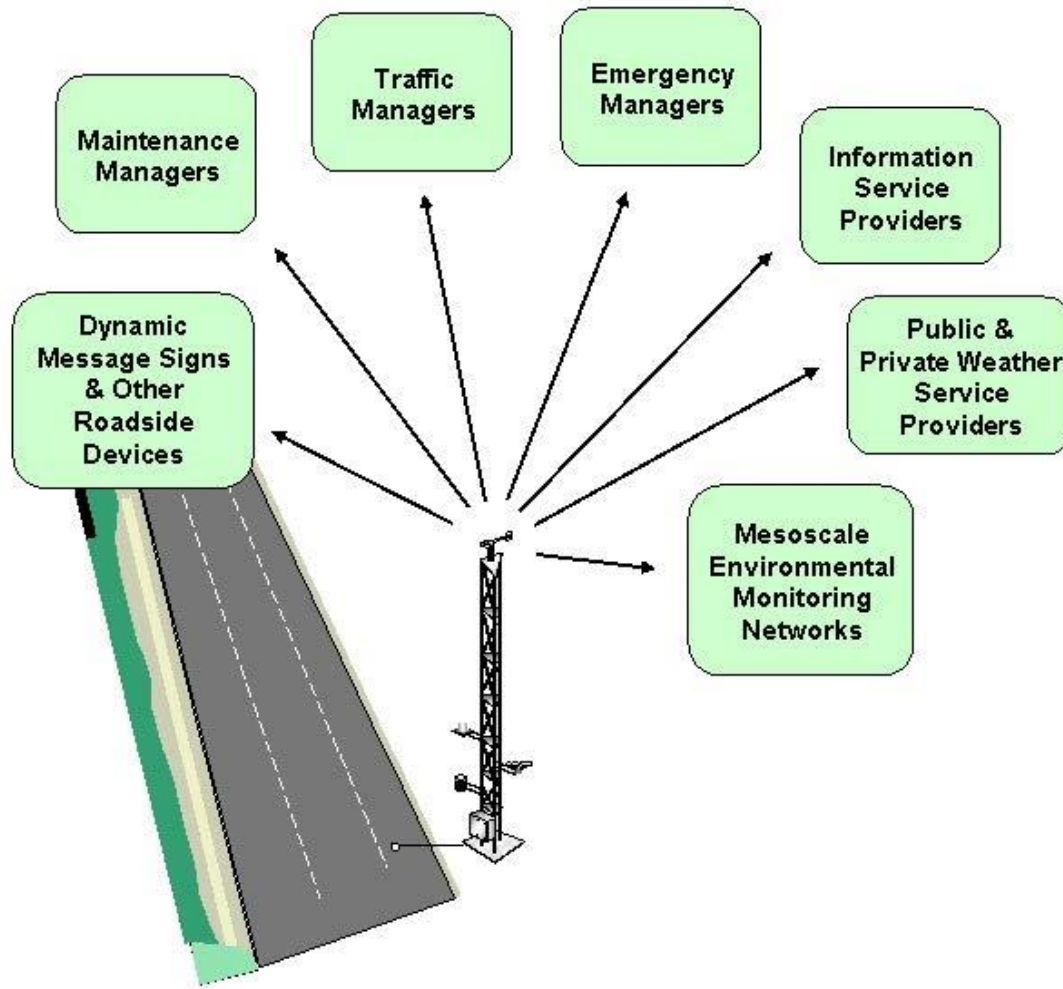 Traffic
Managers
Emergency
Managers
Maintenance
Managers
Information
Service
Providers
Dynamic
Message Signs
& Other
Roadside
Devices
Public &
Private Weather
Service
Providers
Mesoscale
Environmental
Monitoring
Networks